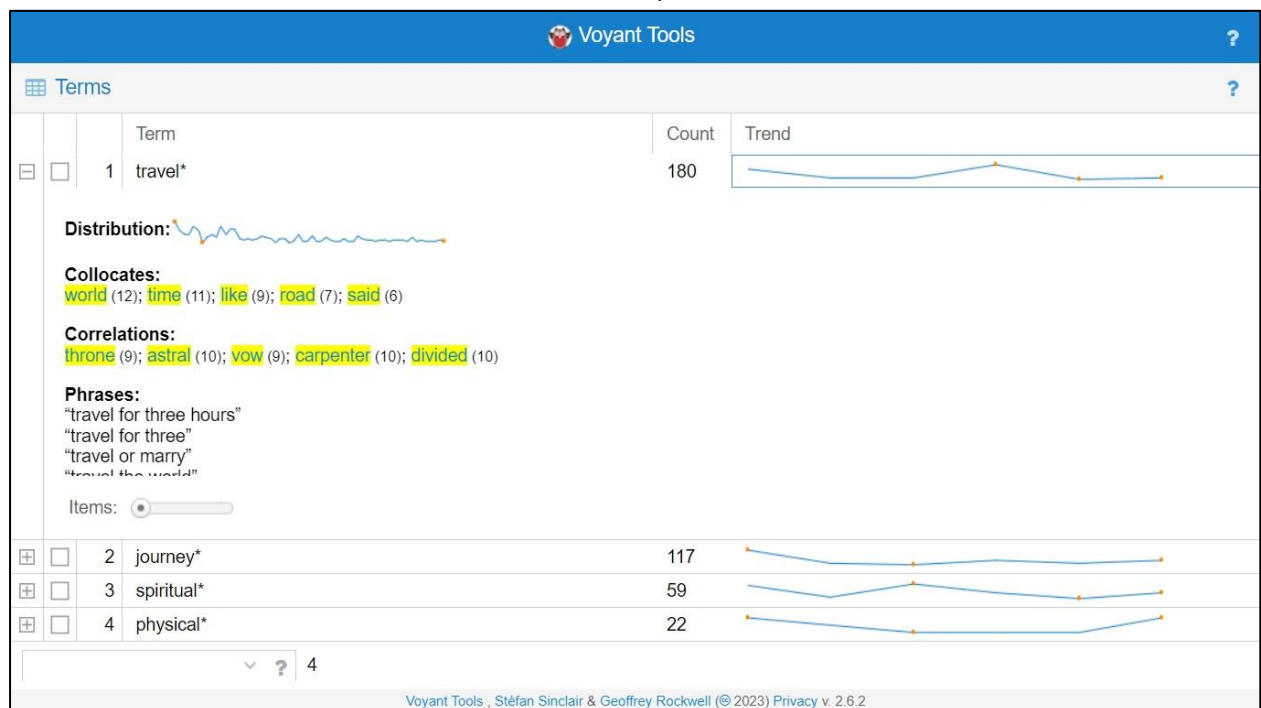 Voyant Tools ?
Terms ?
Term Count Trend
1 travel* 180
Distribution:
Collocates:
world (12); time (11); like (9); road (7); said (6)
Correlations:
throne (9); astral (10); vow (9); carpenter (10); divided (10)
Phrases:
“travel for three hours”
“travel for three”
“travel or marry”
“travel the world”
Items:
2 journey* 117
3 spiritual* 59
4 physical* 22
? 4
Voyant Tools , Stéfan Sinclair & Geoffrey Rockwell (🄯 2023) Privacy v. 2.6.2